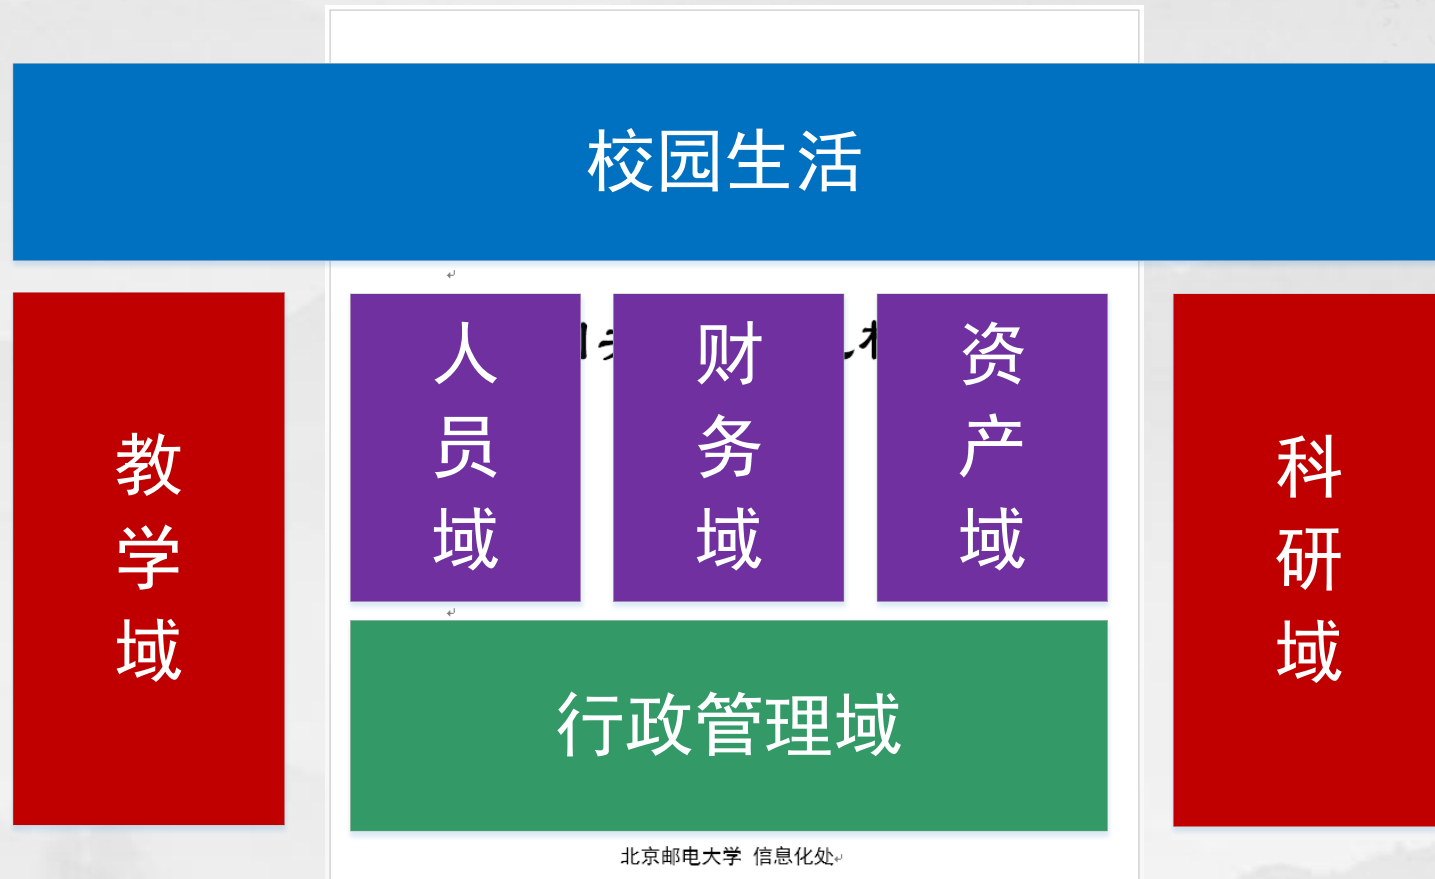 校园生活
教学域
人员域
财务域
资产域
科研域
行政管理域
北京邮电大学 信息化处